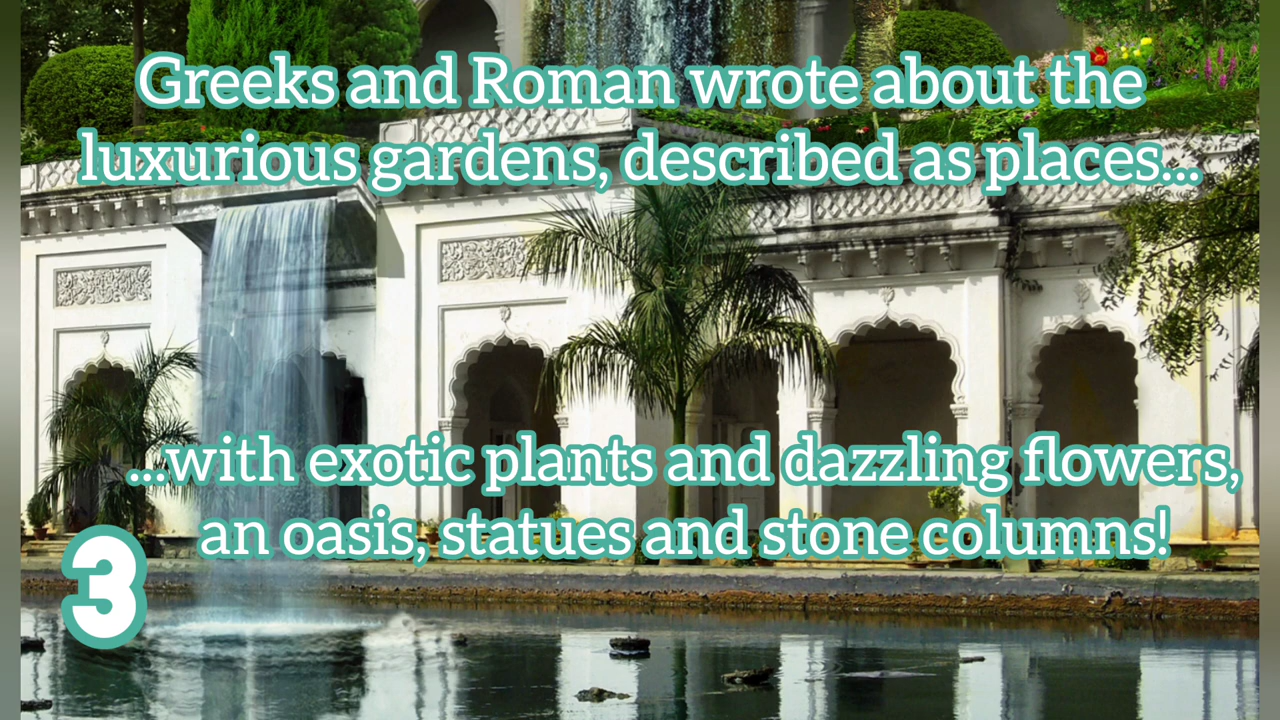 Greeks and Roman wrote about the
luxurious gardens, described as places...
...with exotic plants and dazzling flowers,
an oasis, statues and stone columns!
3